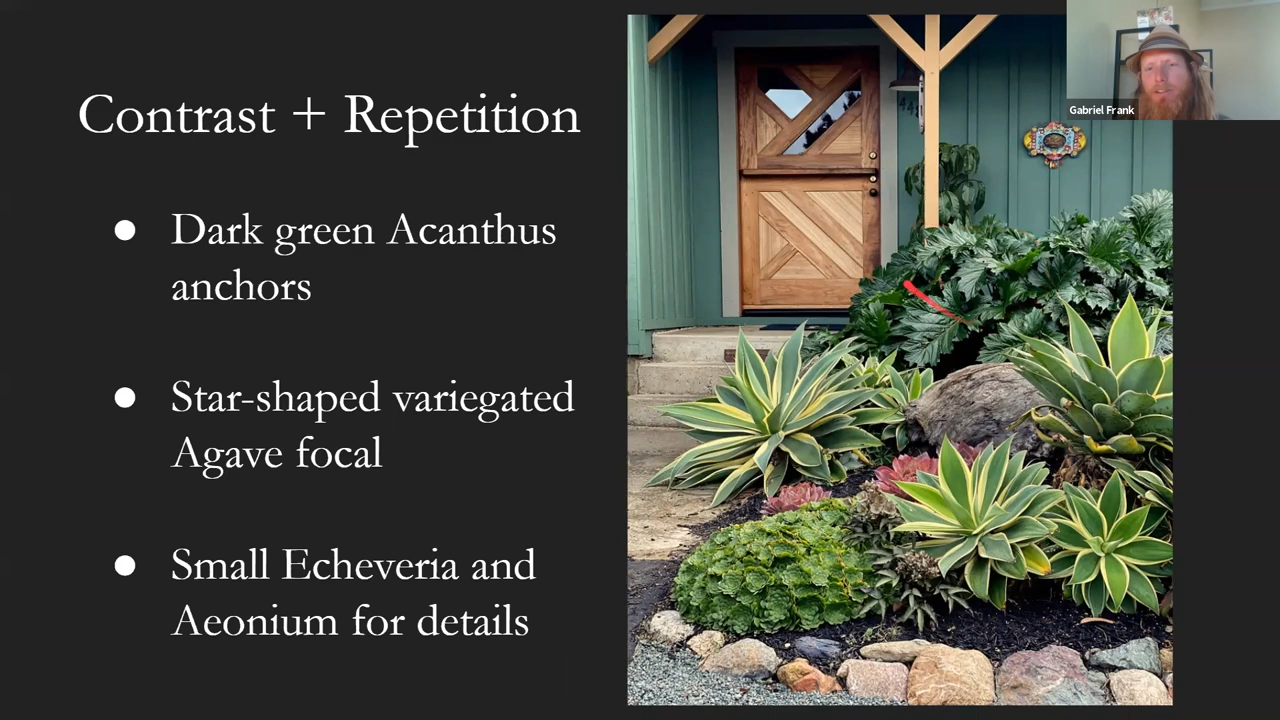 Contrast + Repetition
● Dark green Acanthus
anchors
● Star-shaped variegated
Agave focal
● Small Echeveria and
Aeonium for details
Gabriel Frank